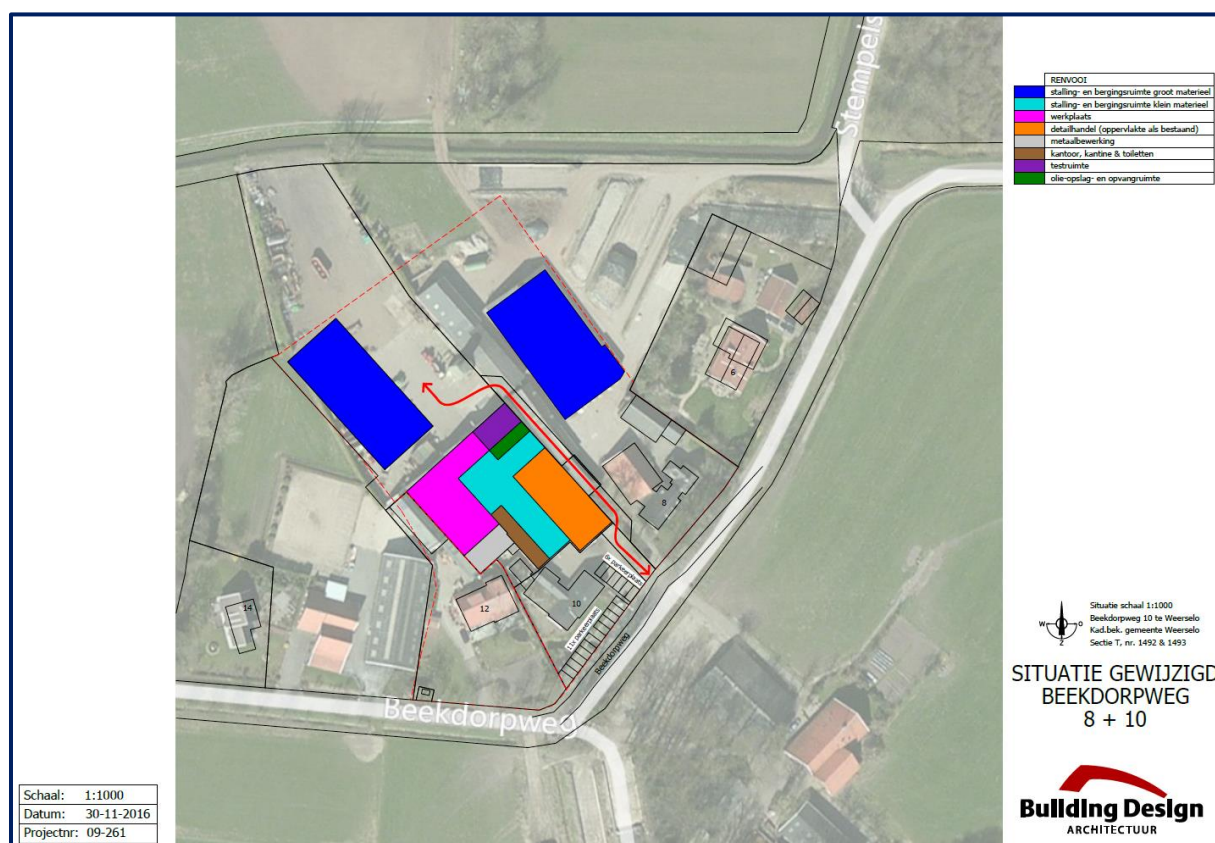 Stempels
RENVOOI
stalling- en bergingsruimte groot materieel
stalling- en bergingsruimte klein materieel
werkplaats
detailhandel (oppervlakte als bestaand)
metaalbewerking
kantoor, kantine & toiletten
testruimte
olie-opslag- en opvangruimte
6
8
10
12
14
11x parkeerplaats
Beekdorpweg
Beekdorpweg
W O
Z
Situatie schaal 1:1000
Beekdorpweg 10 te Weerselo
Kad.bek. gemeente Weerselo
Sectie T, nr. 1492 & 1493
SITUATIE GEWIJZIGD
BEEKDORPWEG
8 + 10
Schaal: 1:1000
Datum: 30-11-2016
Projectnr: 09-261
Building Design
ARCHITECTUUR